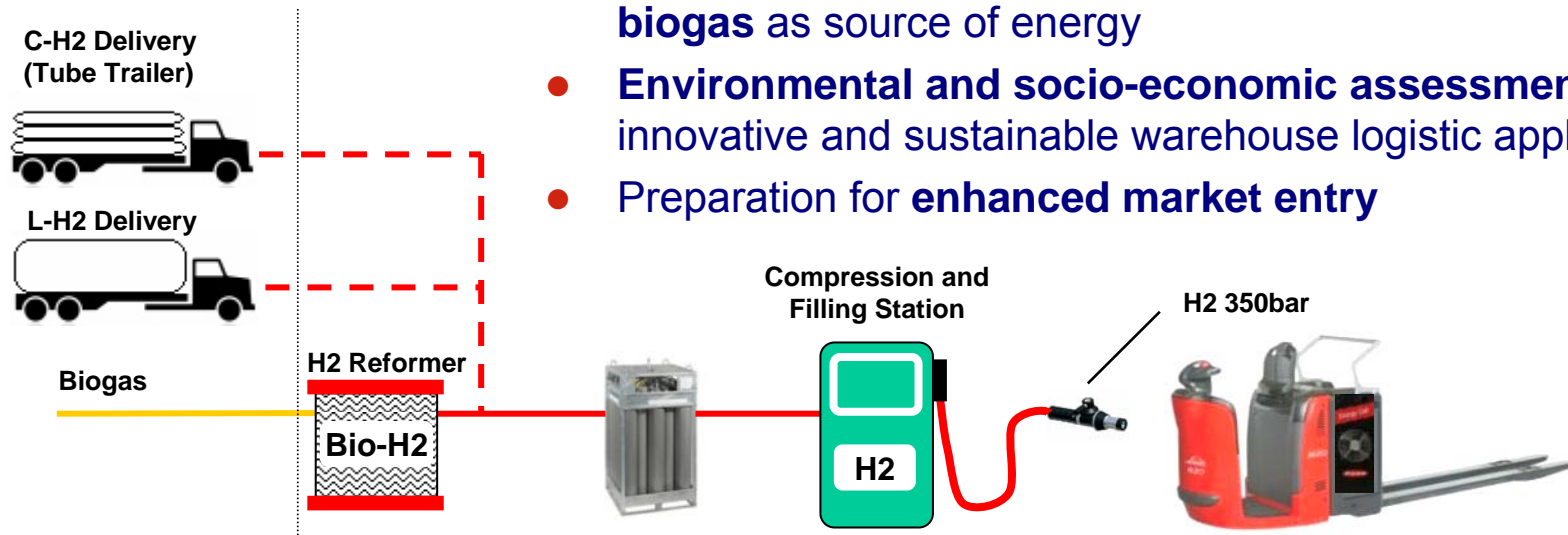 biogas as source of energy
● Environmental and socio-economic assessmen
innovative and sustainable warehouse logistic appl
● Preparation for enhanced market entry
C-H2 Delivery
(Tube Trailer)
L-H2 Delivery
Biogas
H2 Reformer
Bio-H2
Compression and
Filling Station
H2
H2 350bar